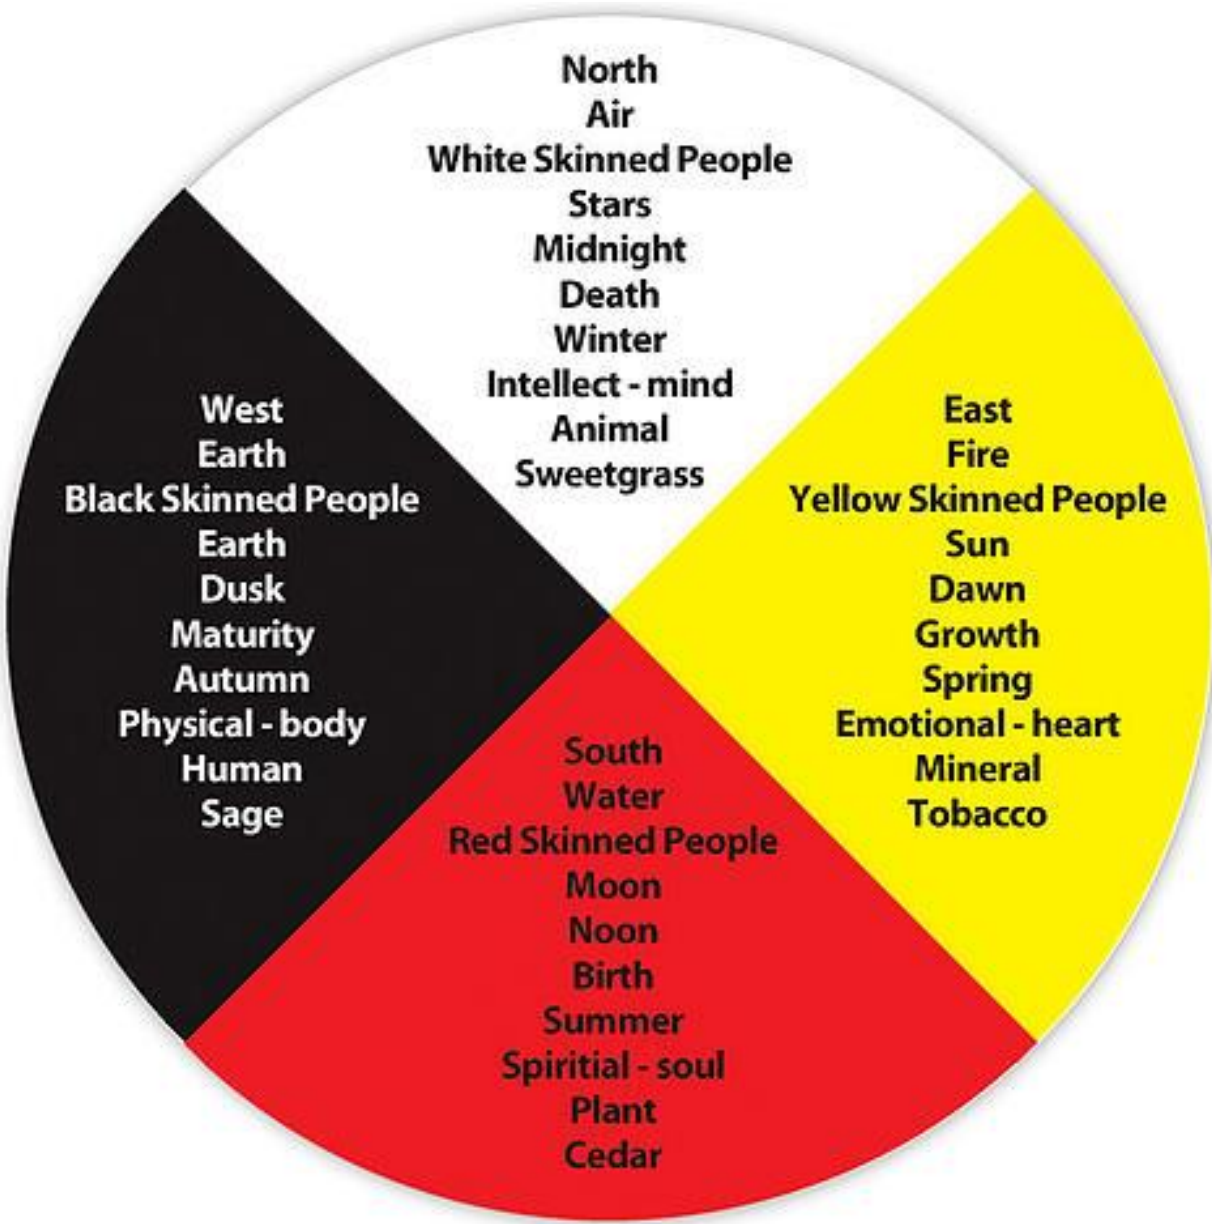 North
Air
White Skinned People
Stars
Midnight
Death
Winter
Intellect - mind
Animal
Sweetgrass
West
Earth
Black Skinned People
Earth
Dusk
Maturity
Autumn
Physical - body
Human
Sage
East
Fire
Yellow Skinned People
Sun
Dawn
Growth
Spring
Emotional - heart
Mineral
Tobacco
South
Water
Red Skinned People
Moon
Noon
Birth
Summer
Spiritial - soul
Plant
Cedar